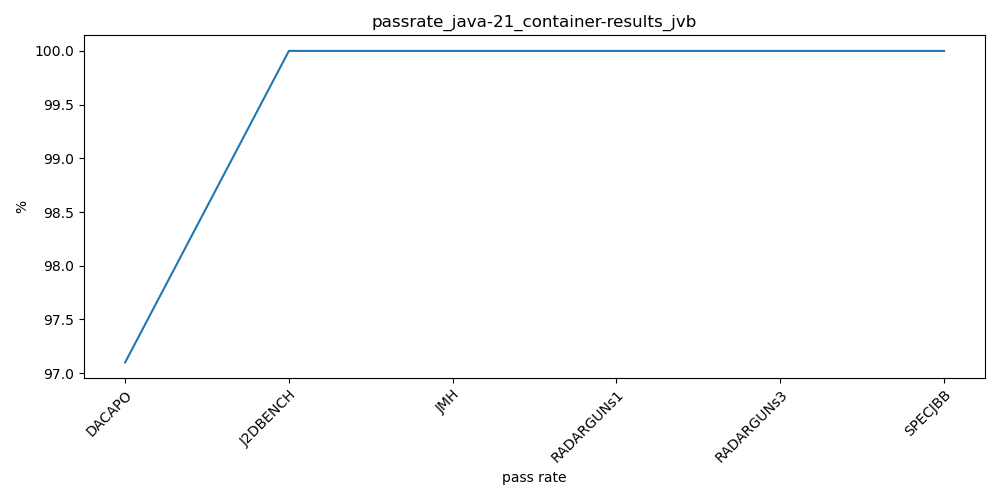 passrate_java-21_container-results_jvb
100.0
99.5
99.0
98.5
98.0
97.5
97.0
%
DACAPO
J2DBENCH
JMH
RADARGUNs1
RADARGUNs3
SPECJBB
pass rate